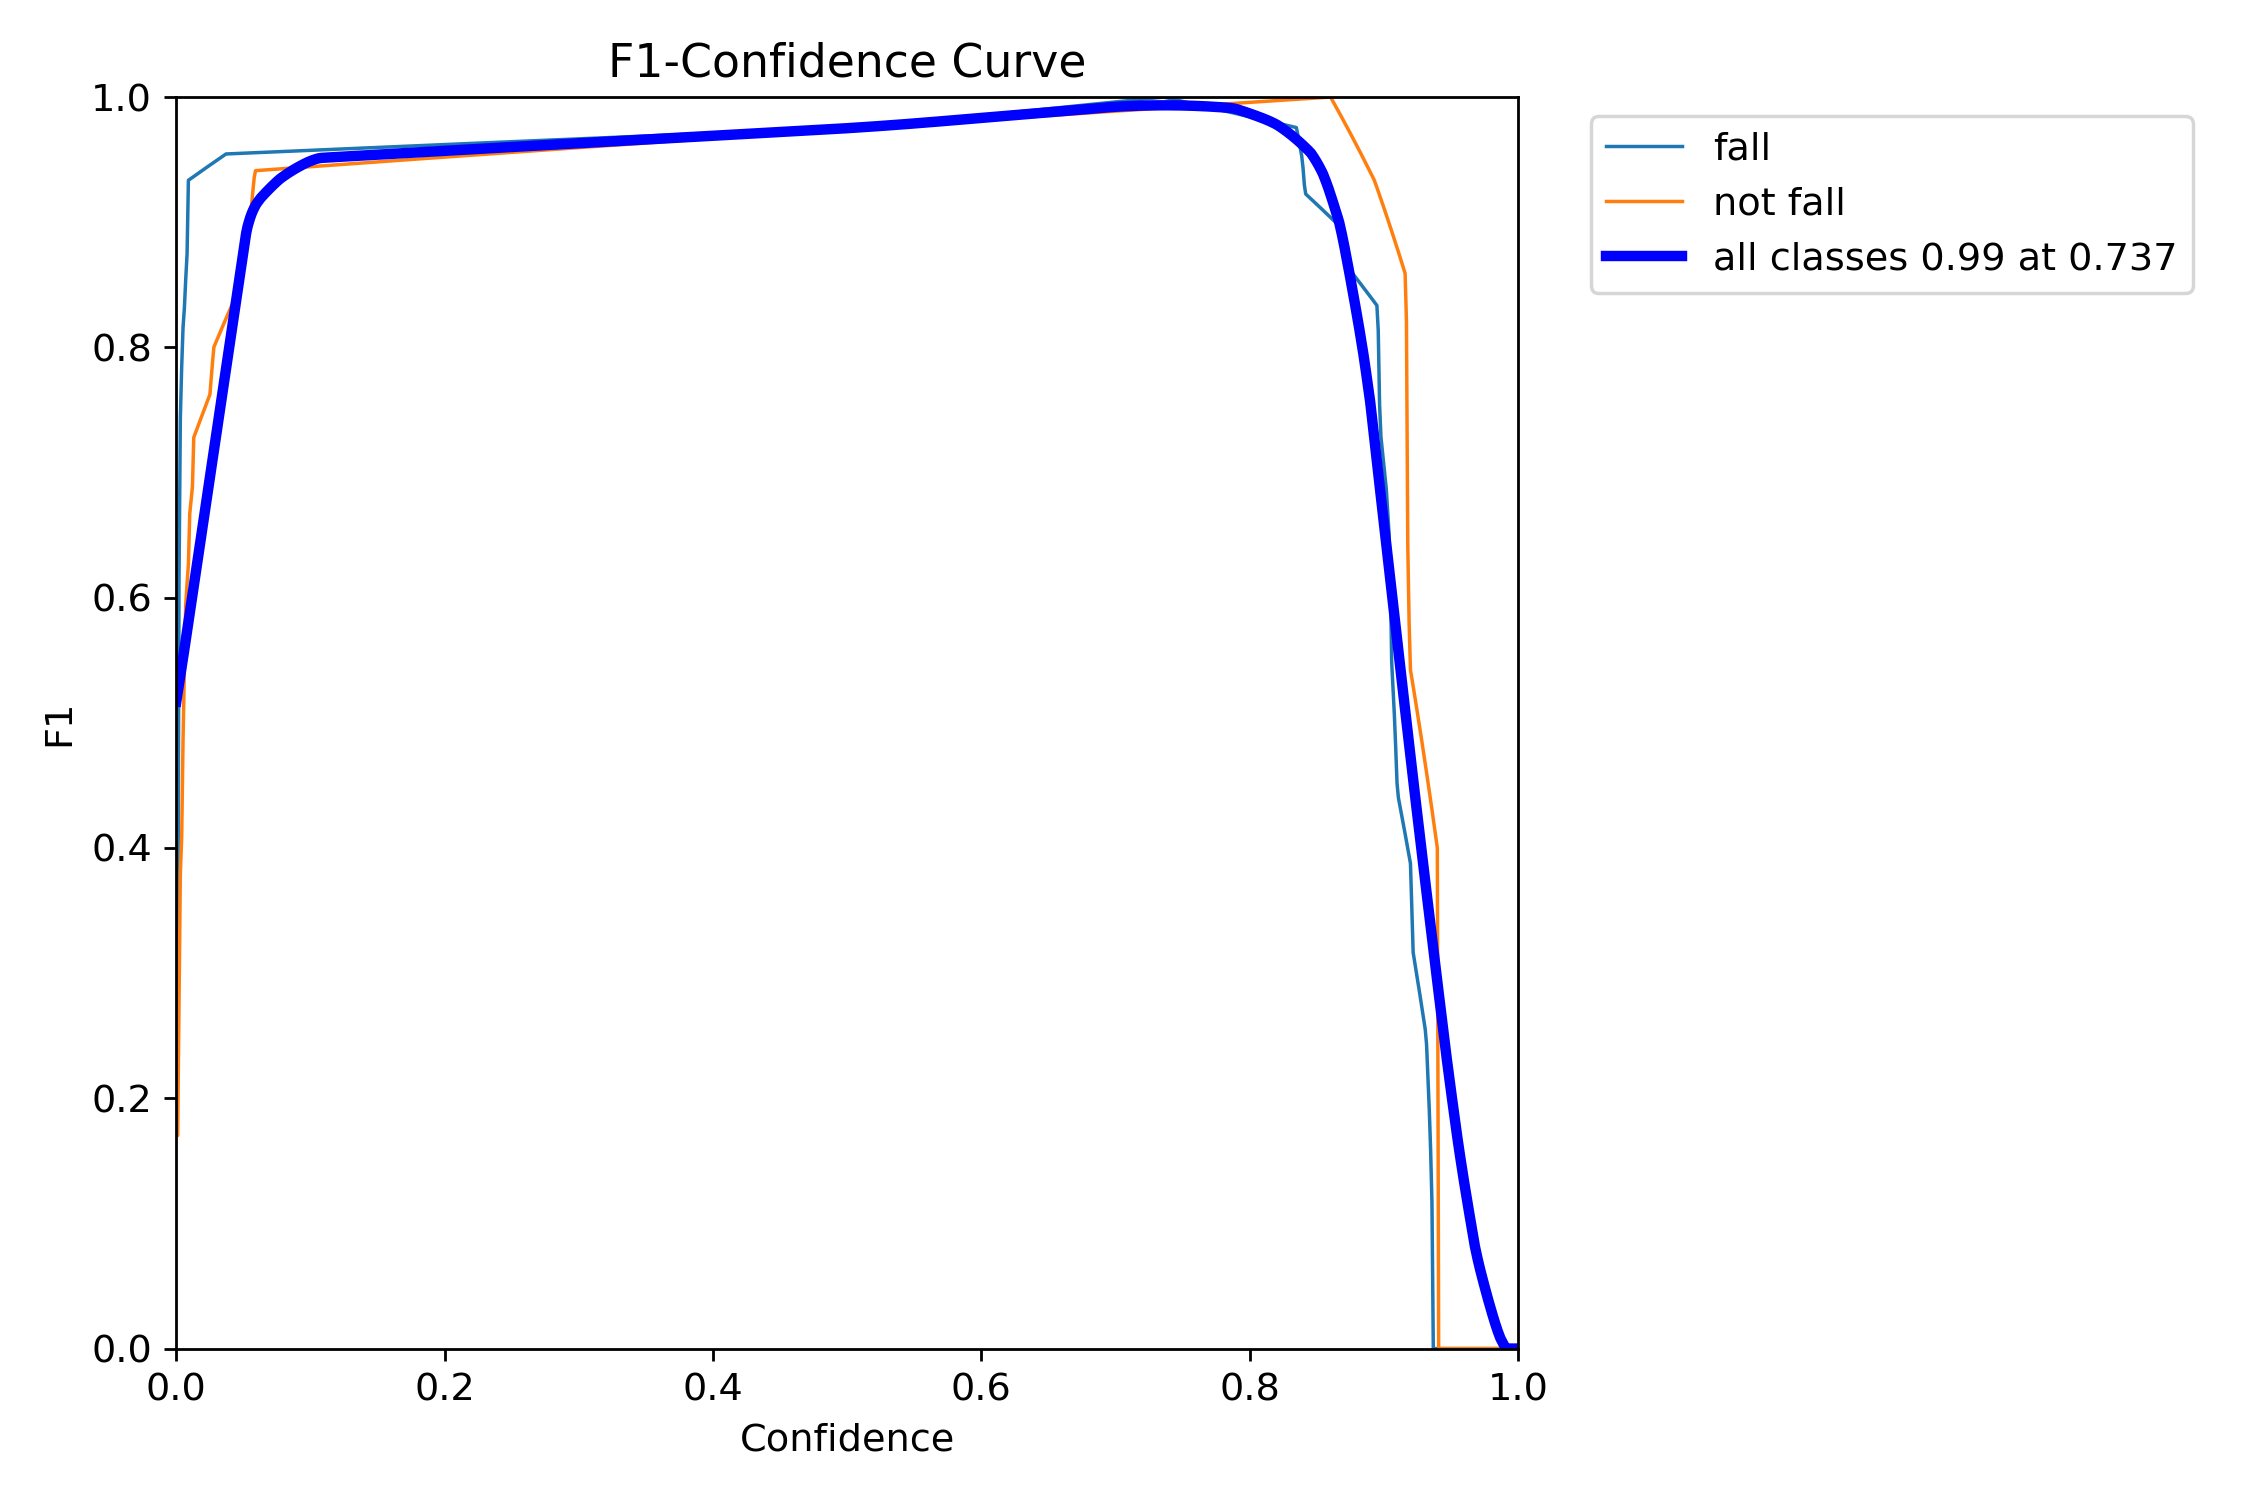 F1-Confidence Curve
1.0
0.8
0.6
0.4
0.2
0.0
F1
0.0 0.2 0.4 0.6 0.8 1.0
Confidence
fall
not fall
all classes 0.99 at 0.737